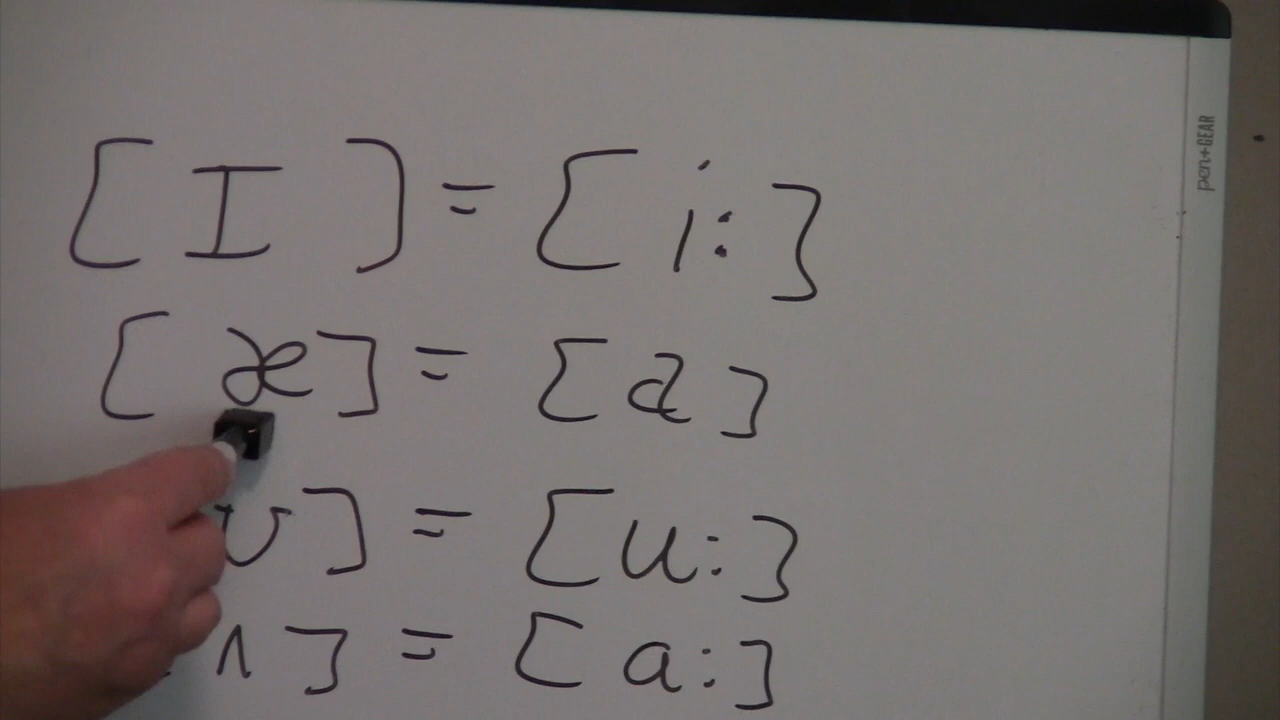 [ɪ] = [i:]
[æ] = [a]
ʊ] = [u:]
ʌ] = [a:]
pen+GEAR